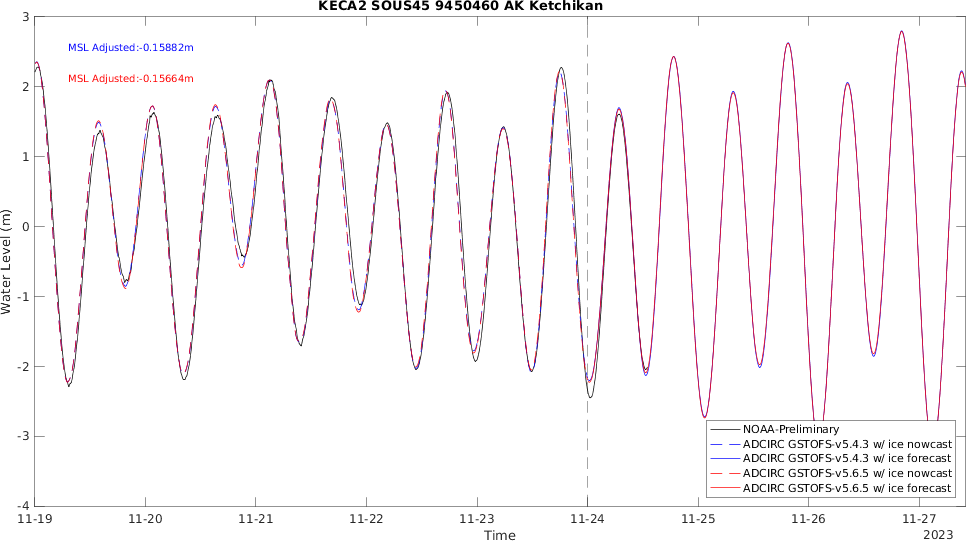 KECA2 SOUS45 9450460 AK Ketchikan
MSL Adjusted:-0.15882m
MSL Adjusted:-0.15664m
Water Level (m)
3
2
1
0
-1
-2
-3
-4
NOAA-Preliminary
ADCIRC GSTOFS-v5.4.3 w/ ice nowcast
ADCIRC GSTOFS-v5.4.3 w/ ice forecast
ADCIRC GSTOFS-v5.6.5 w/ ice nowcast
ADCIRC GSTOFS-v5.6.5 w/ ice forecast
11-19 11-20 11-21 11-22 11-23 11-24 11-25 11-26 11-27
Time
2023